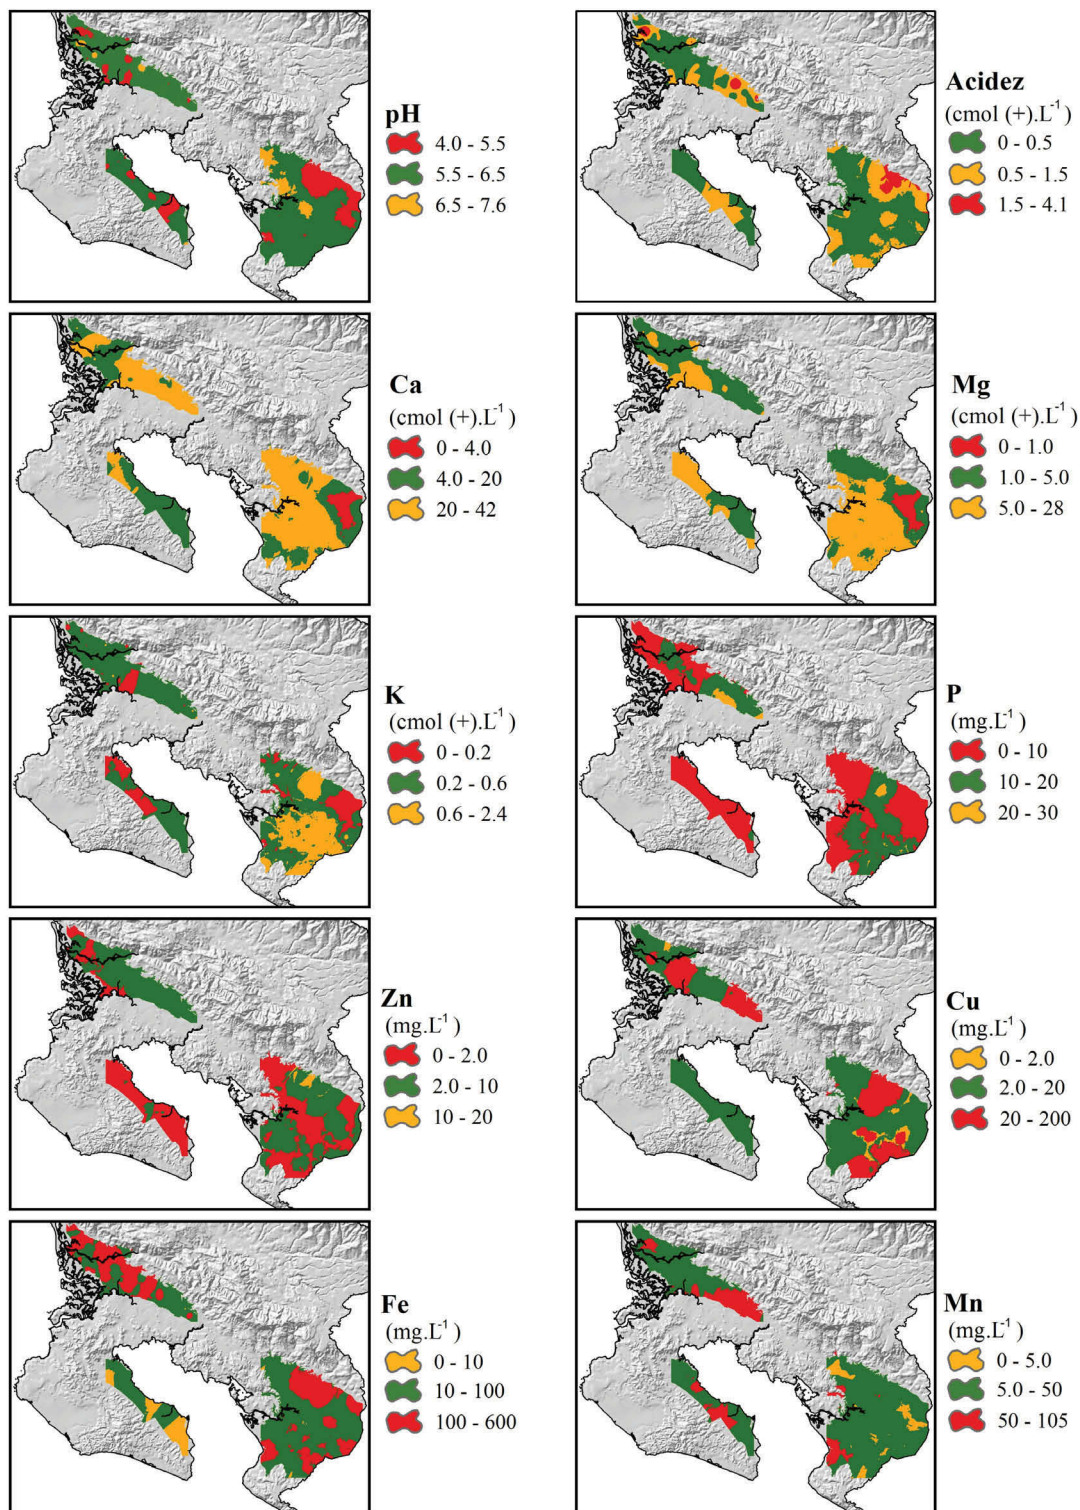 pH
4.0 - 5.5
5.5 - 6.5
6.5 - 7.6
Acidez
(cmol (+).L⁻¹)
0 - 0.5
0.5 - 1.5
1.5 - 4.1
Ca
(cmol (+).L⁻¹)
0 - 4.0
4.0 - 20
20 - 42
Mg
(cmol (+).L⁻¹)
0 - 1.0
1.0 - 5.0
5.0 - 28
K
(cmol (+).L⁻¹)
0 - 0.2
0.2 - 0.6
0.6 - 2.4
P
(mg.L⁻¹)
0 - 10
10 - 20
20 - 30
Zn
(mg.L⁻¹)
0 - 2.0
2.0 - 10
10 - 20
Cu
(mg.L⁻¹)
0 - 2.0
2.0 - 20
20 - 200
Fe
(mg.L⁻¹)
0 - 10
10 - 100
100 - 600
Mn
(mg.L⁻¹)
0 - 5.0
5.0 - 50
50 - 105